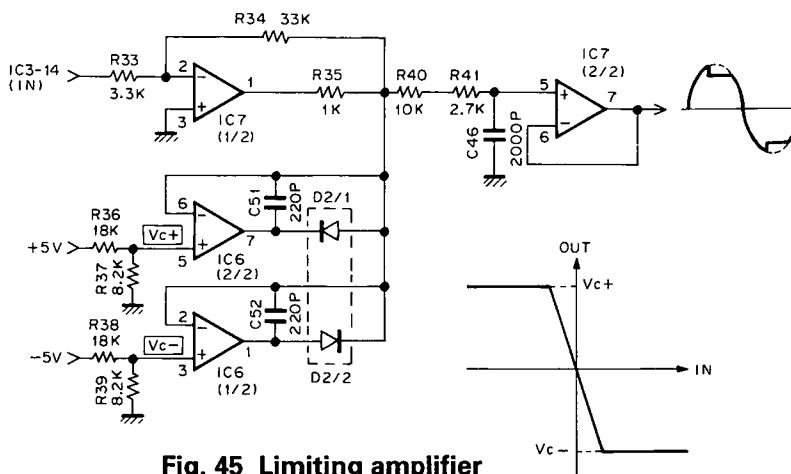 R34 33K
IC3-14
(IN)
R33
3.3K
2
3
1
IC7
(1/2)
R35
1K
R40
10K
R41
2.7K
C46
2000P
IC7
(2/2)
5
6
7
+5V
R36
18K
R37
8.2K
Vc+
6
5
7
IC6
(2/2)
C51
220P
D2/1
-5V
R38
18K
R39
8.2K
Vc-
2
3
1
IC6
(1/2)
C52
220P
D2/2
OUT
Vc+
IN
Vc-
Fig. 45 Limiting amplifier